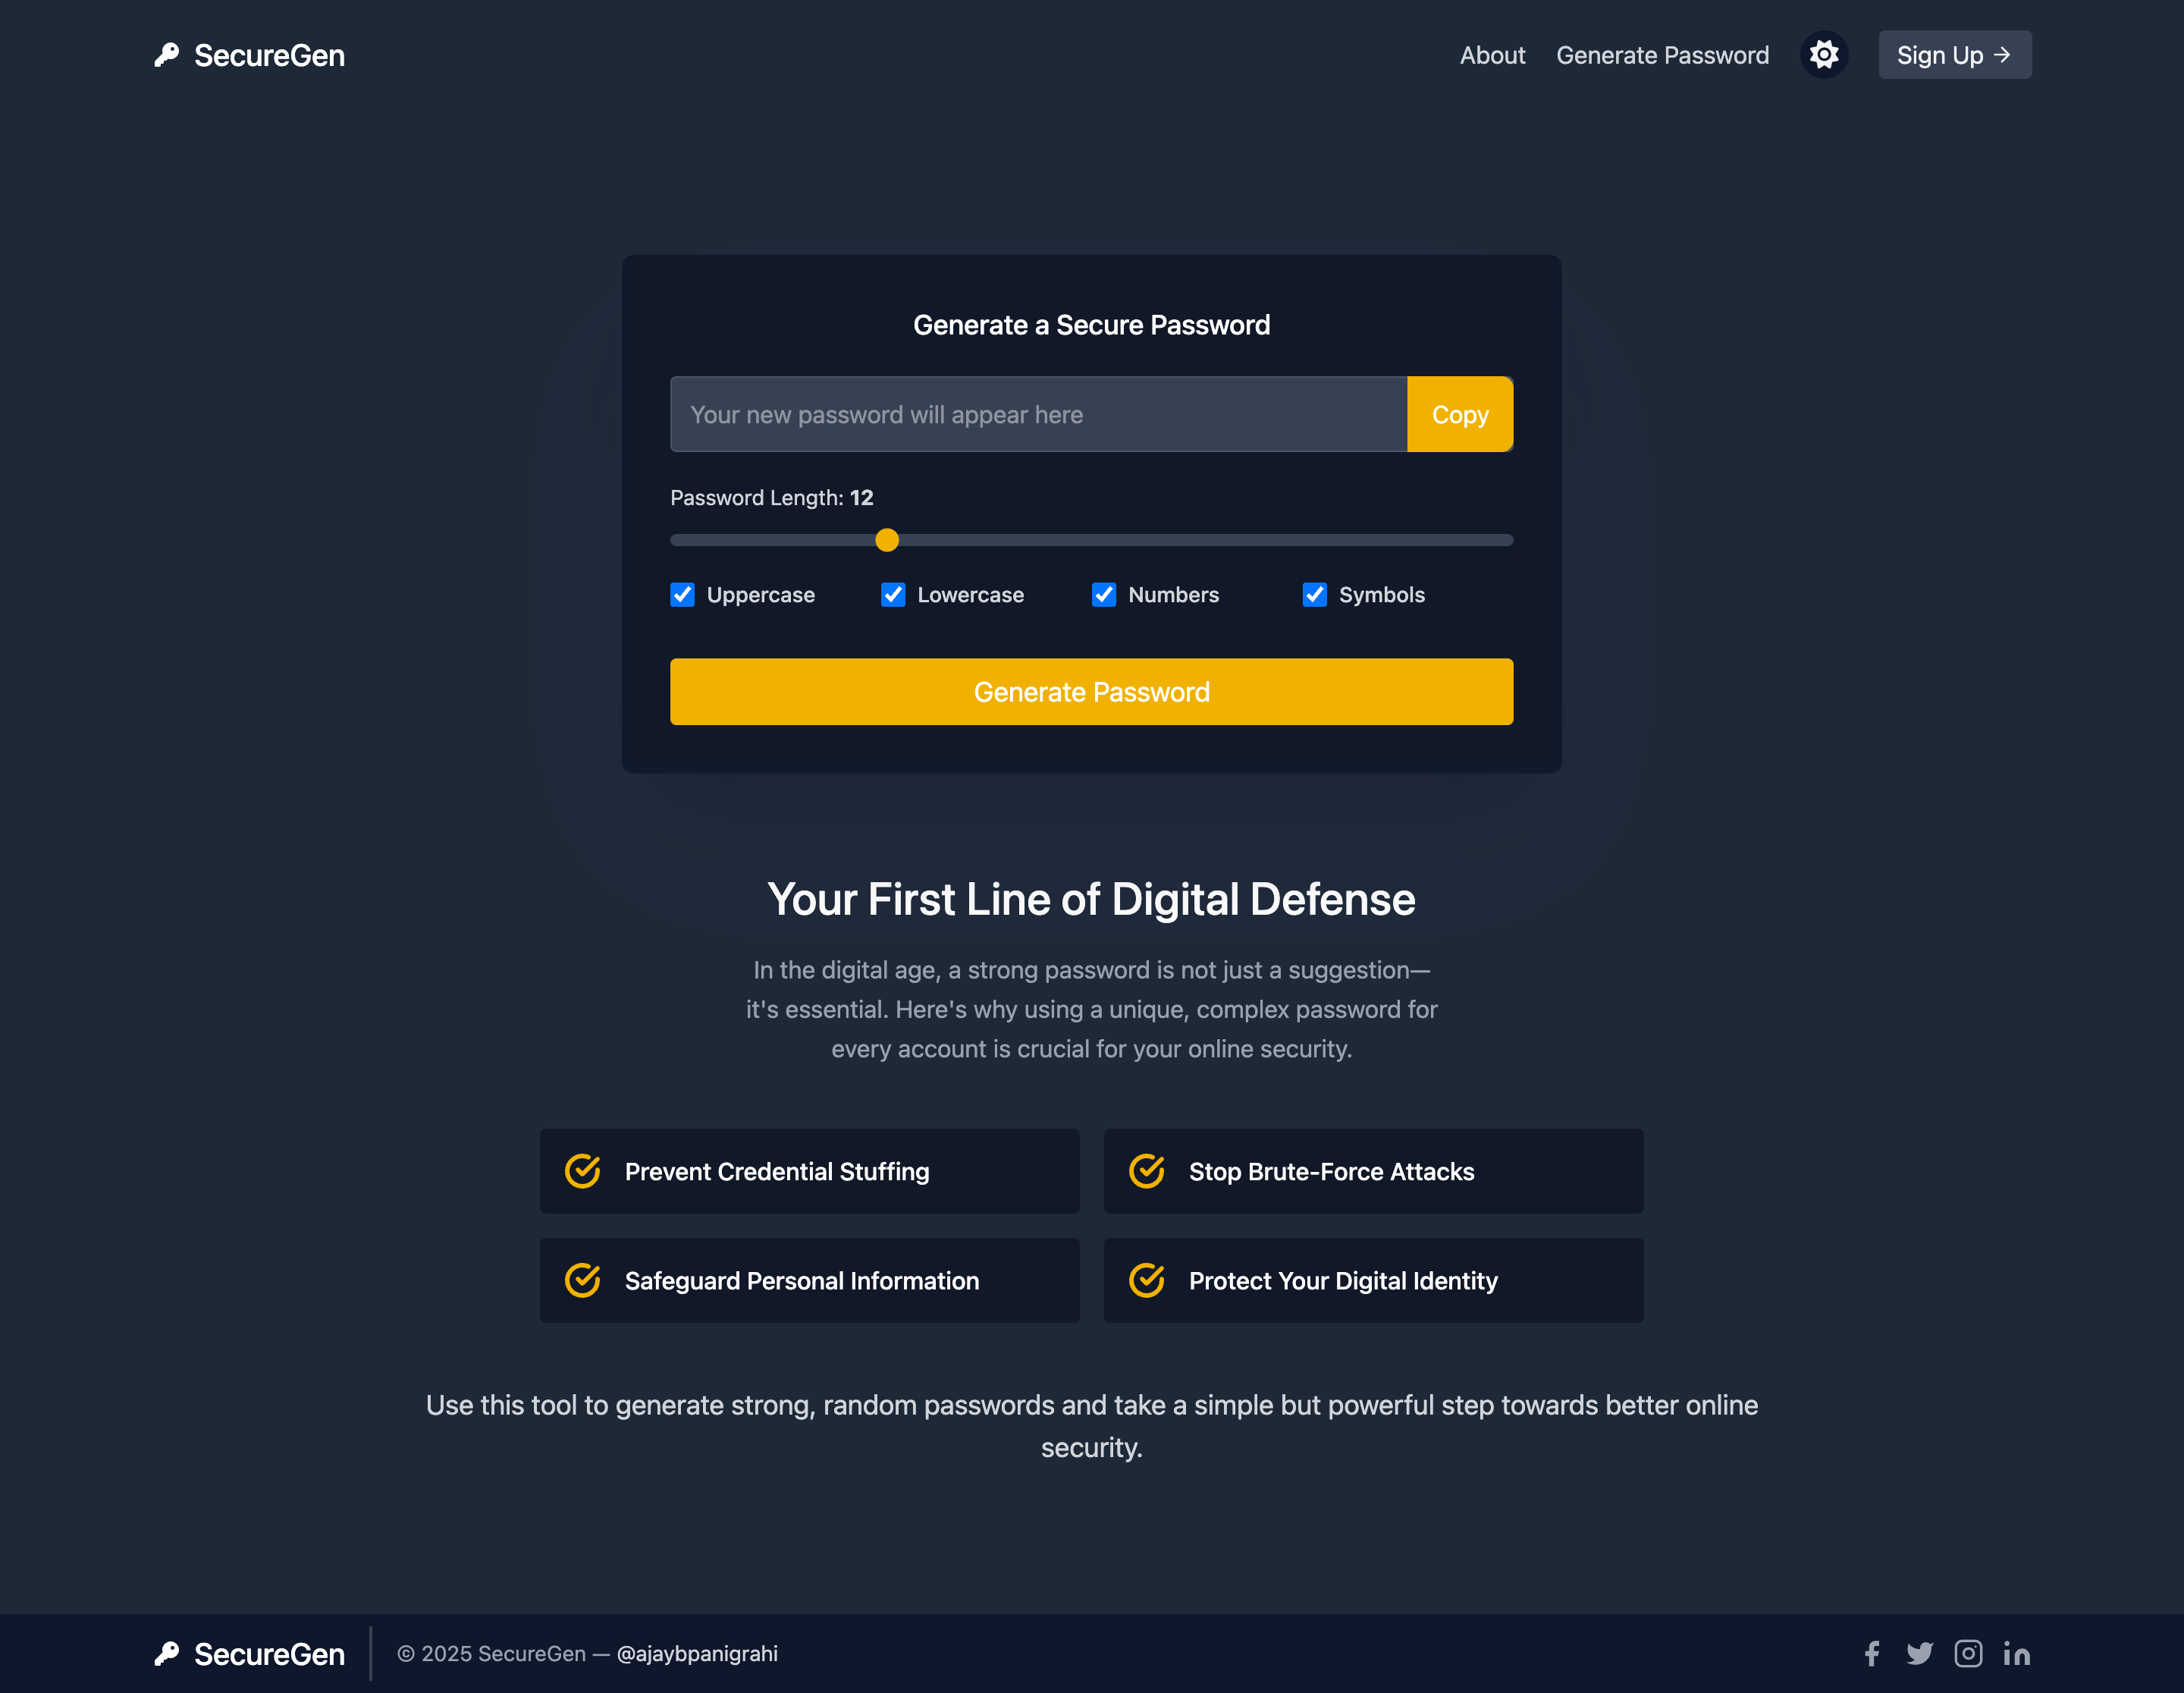 SecureGen
About
Generate Password
Sign Up →
Generate a Secure Password
Your new password will appear here
Copy
Password Length: 12
Uppercase
Lowercase
Numbers
Symbols
Generate Password
Your First Line of Digital Defense
In the digital age, a strong password is not just a suggestion—
it's essential. Here's why using a unique, complex password for
every account is crucial for your online security.
Prevent Credential Stuffing
Stop Brute-Force Attacks
Safeguard Personal Information
Protect Your Digital Identity
Use this tool to generate strong, random passwords and take a simple but powerful step towards better online
security.
SecureGen
© 2025 SecureGen — @ajaybpanigrahi